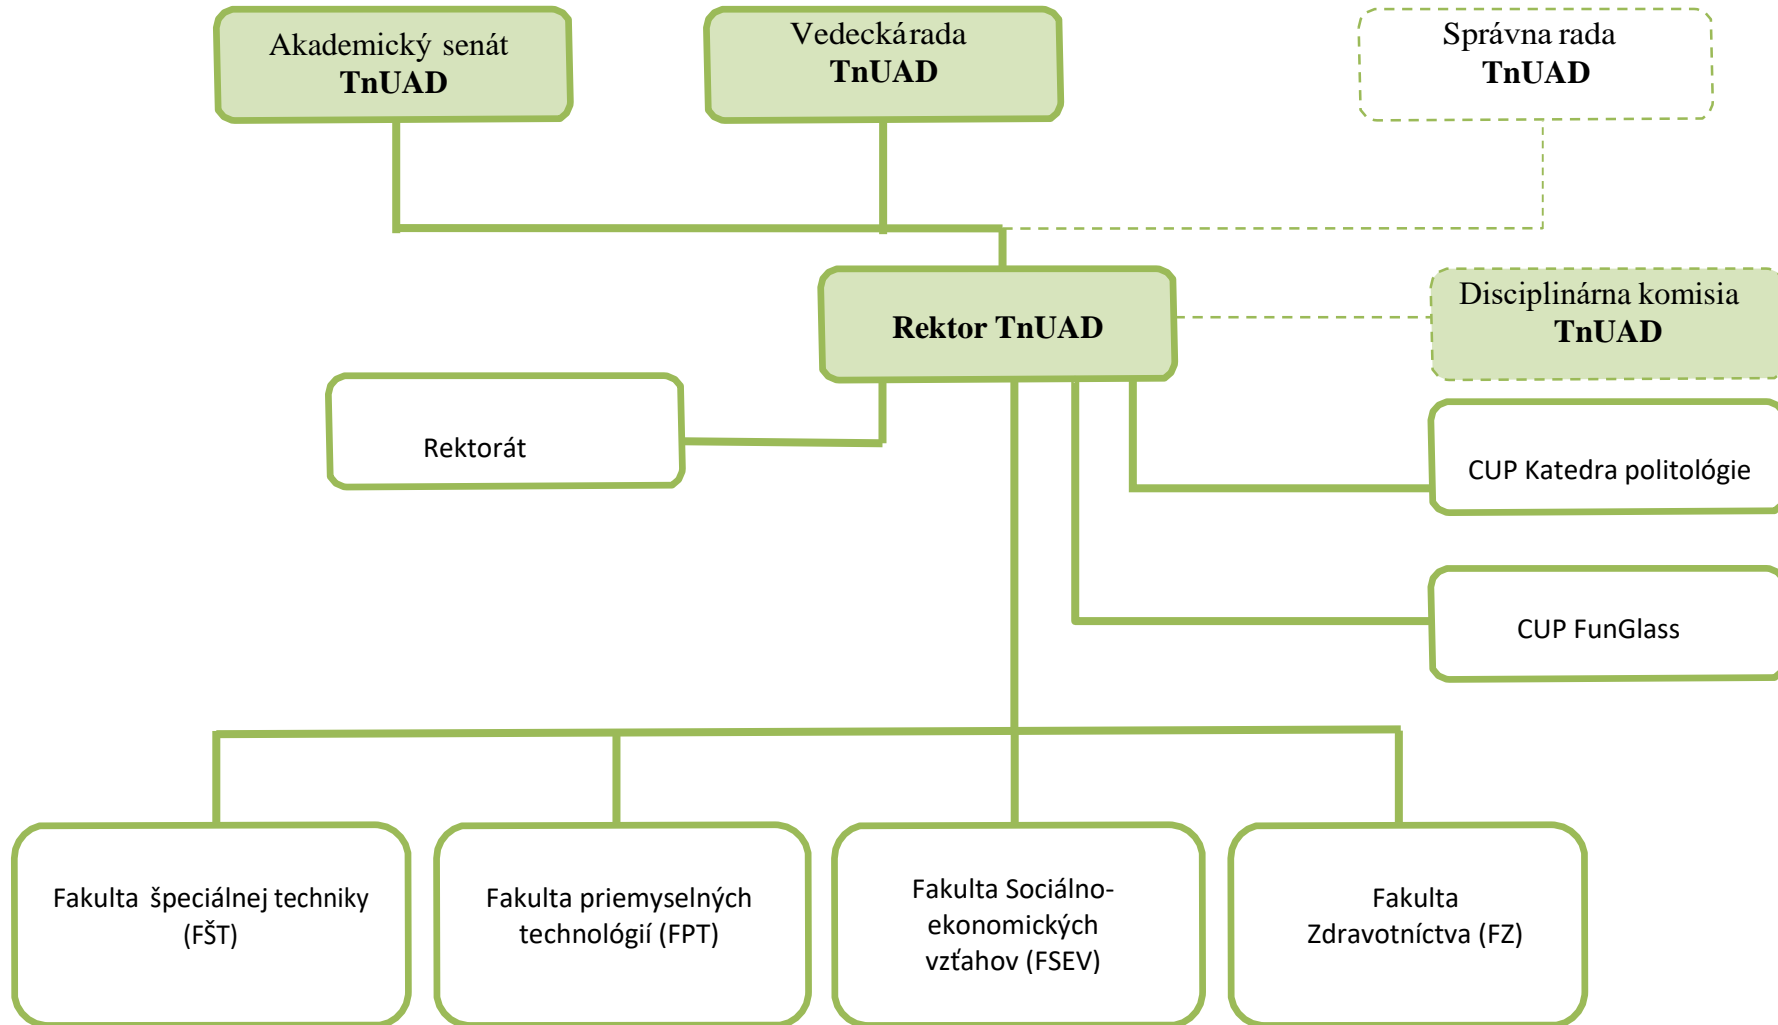 Akademický senát
TnUAD
Vedeckárada
TnUAD
Správna rada
TnUAD
Rektor TnUAD
Disciplinárna komisia
TnUAD
Rektorát
CUP Katedra politológie
CUP FunGlass
Fakulta špeciálnej techniky
(FŠT)
Fakulta priemyselných
technológií (FPT)
Fakulta Sociálno-
ekonomických
vzťahov (FSEV)
Fakulta
Zdravotníctva (FZ)